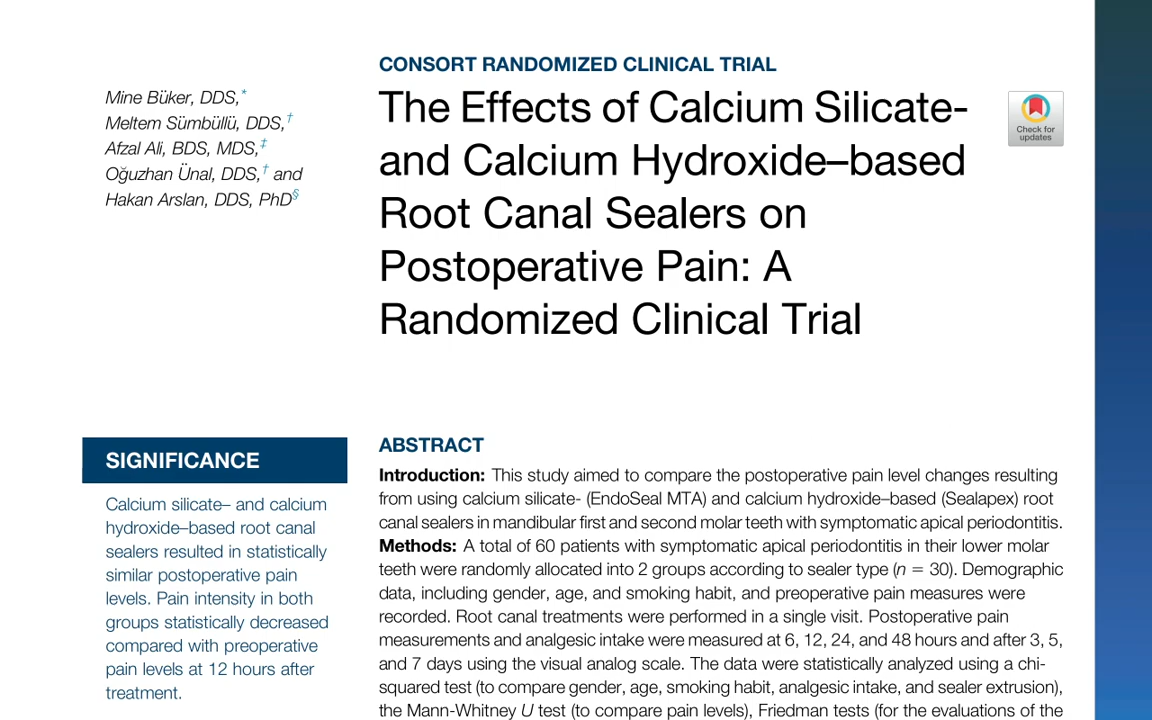 Mine Büker, DDS,*
Meltem Sümbüllü, DDS,†
Afzal Ali, BDS, MDS,‡
Oğuzhan Ünal, DDS,† and
Hakan Arslan, DDS, PhD§
CONSORT RANDOMIZED CLINICAL TRIAL
The Effects of Calcium Silicate-
and Calcium Hydroxide–based
Root Canal Sealers on
Postoperative Pain: A
Randomized Clinical Trial
Check for
updates
SIGNIFICANCE
Calcium silicate– and calcium
hydroxide–based root canal
sealers resulted in statistically
similar postoperative pain
levels. Pain intensity in both
groups statistically decreased
compared with preoperative
pain levels at 12 hours after
treatment.
ABSTRACT
Introduction: This study aimed to compare the postoperative pain level changes resulting
from using calcium silicate- (EndoSeal MTA) and calcium hydroxide–based (Sealapex) root
canal sealers in mandibular first and second molar teeth with symptomatic apical periodontitis.
Methods: A total of 60 patients with symptomatic apical periodontitis in their lower molar
teeth were randomly allocated into 2 groups according to sealer type (n = 30). Demographic
data, including gender, age, and smoking habit, and preoperative pain measures were
recorded. Root canal treatments were performed in a single visit. Postoperative pain
measurements and analgesic intake were measured at 6, 12, 24, and 48 hours and after 3, 5,
and 7 days using the visual analog scale. The data were statistically analyzed using a chi-
squared test (to compare gender, age, smoking habit, analgesic intake, and sealer extrusion),
the Mann-Whitney U test (to compare pain levels), Friedman tests (for the evaluations of the